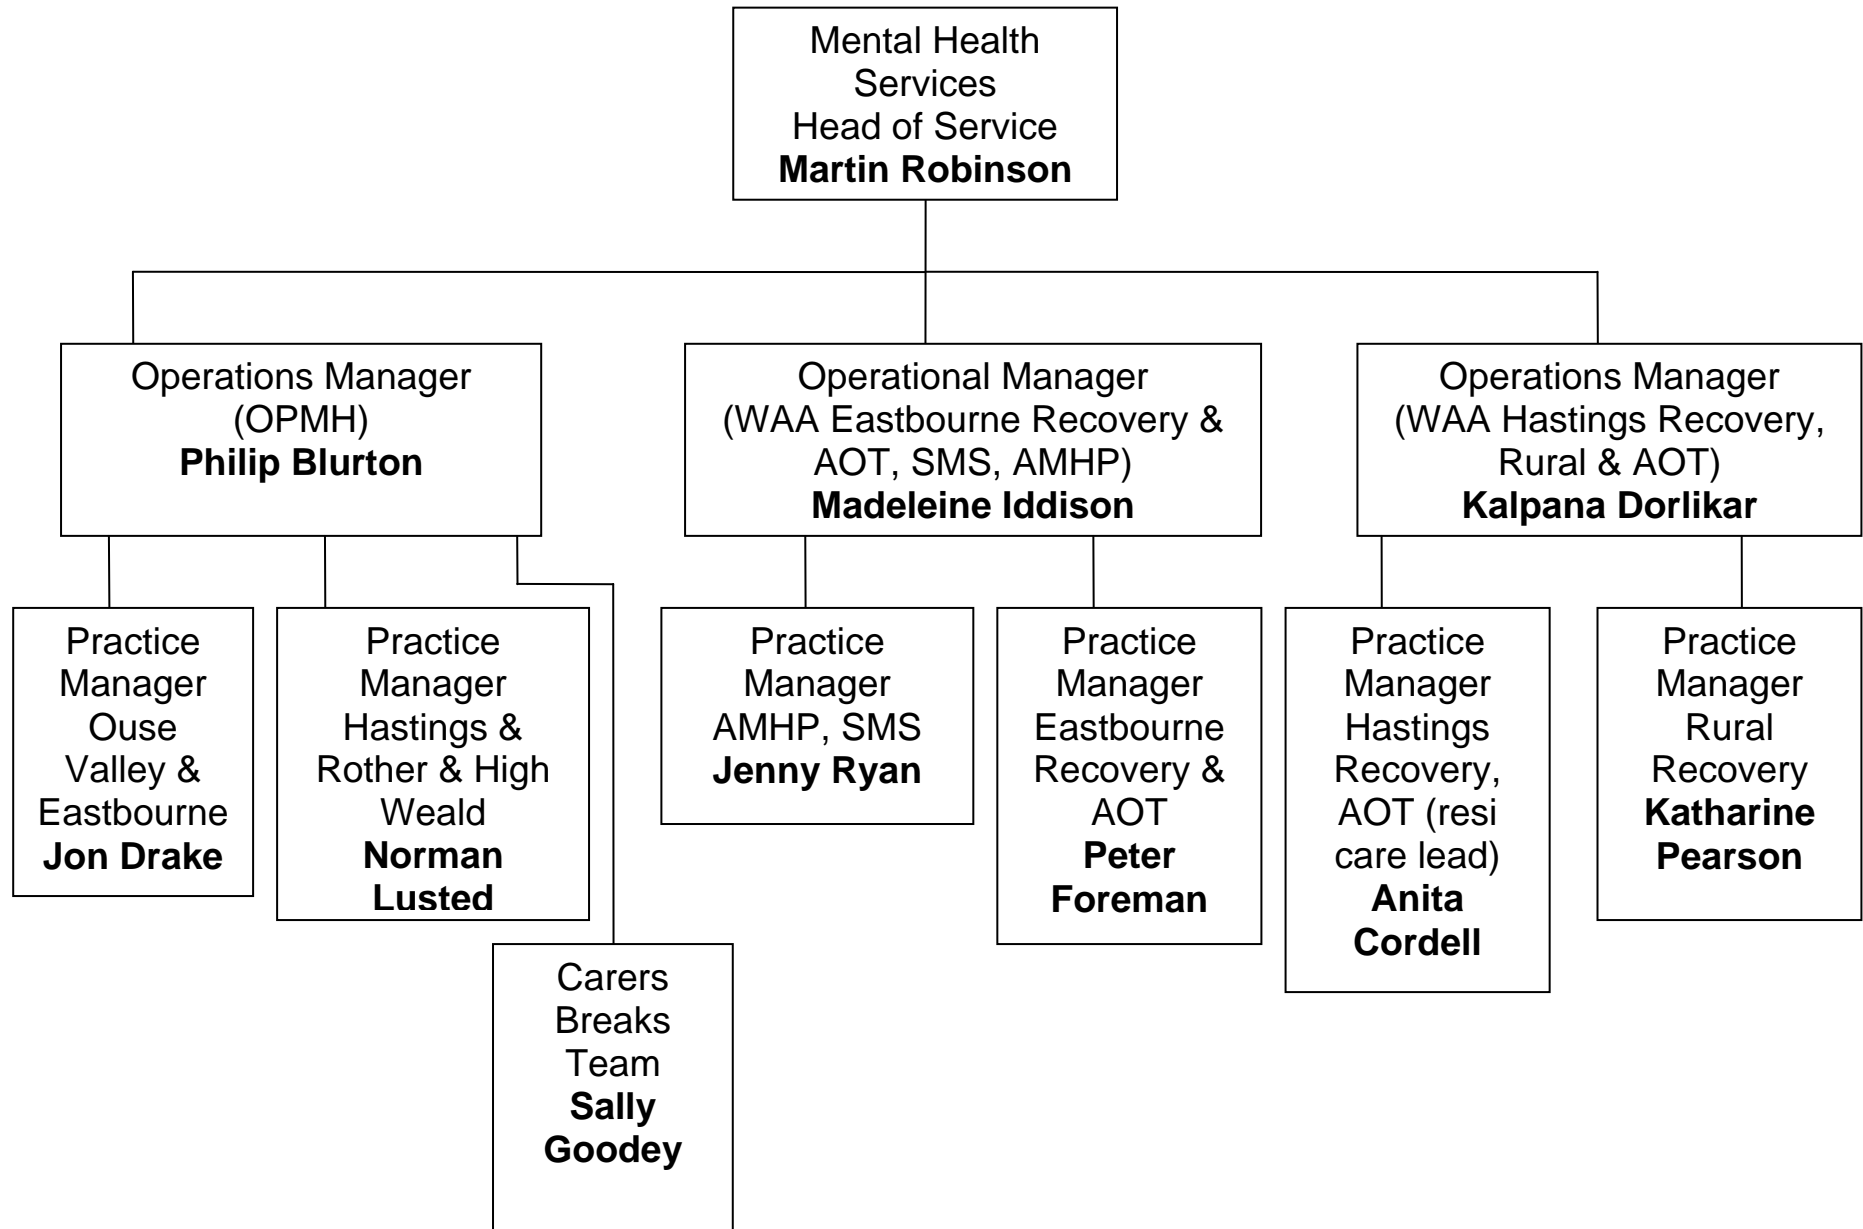 Mental Health
Services
Head of Service
Martin Robinson
Operations Manager
(OPMH)
Philip Blurton
Operational Manager
(WAA Eastbourne Recovery &
AOT, SMS, AMHP)
Madeleine Iddison
Operations Manager
(WAA Hastings Recovery,
Rural & AOT)
Kalpana Dorlikar
Practice
Manager
Ouse
Valley &
Eastbourne
Jon Drake
Practice
Manager
Hastings &
Rother & High
Weald
Norman
Lusted
Practice
Manager
AMHP, SMS
Jenny Ryan
Practice
Manager
Eastbourne
Recovery &
AOT
Peter
Foreman
Practice
Manager
Hastings
Recovery,
AOT (resi
care lead)
Anita
Cordell
Practice
Manager
Rural
Recovery
Katharine
Pearson
Carers
Breaks
Team
Sally
Goodey